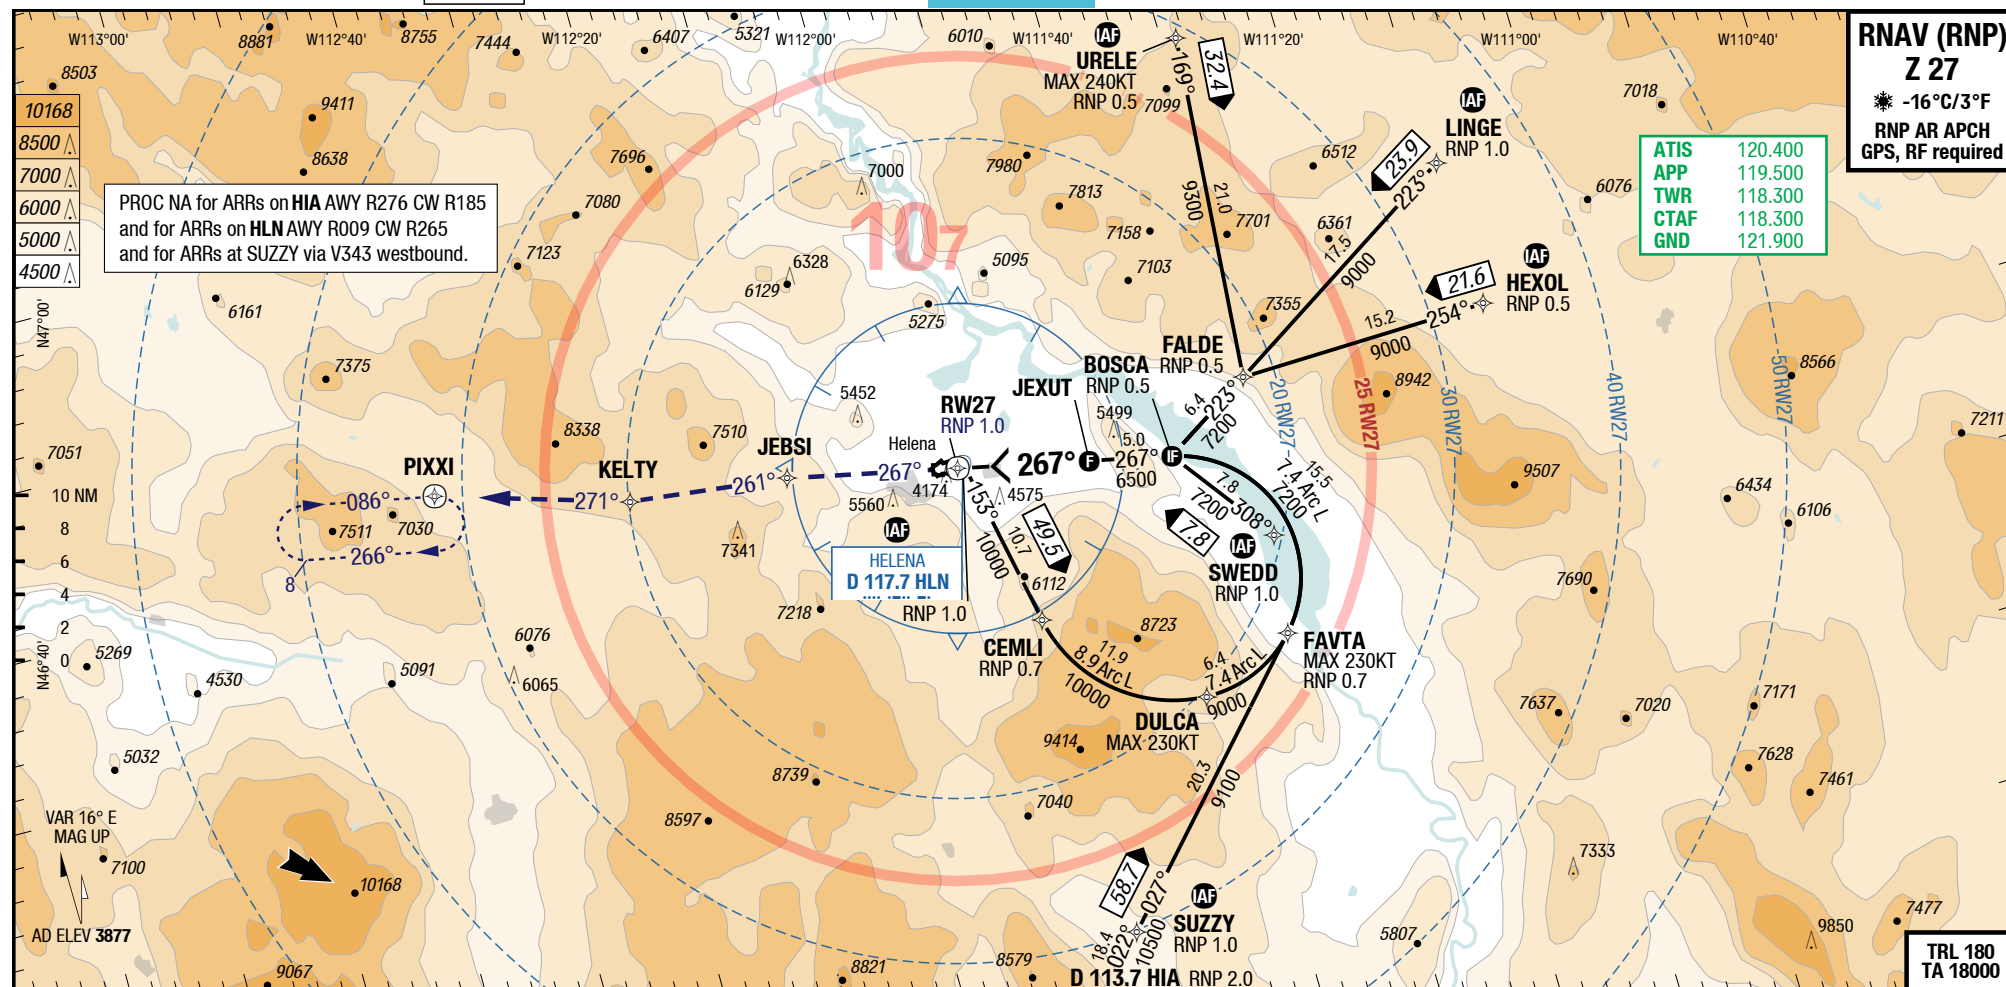 W113°00'
W112°40'
W112°20'
W112°00'
W111°40'
W111°20'
W111°00'
W110°40'
RNAV (RNP)
Z 27
-16°C/3°F
RNP AR APCH
GPS, RF required
ATIS 120.400
APP 119.500
TWR 118.300
CTAF 118.300
GND 121.900
10168
8500
7000
6000
5000
4500
PROC NA for ARRs on HIA AWY R276 CW R185
and for ARRs on HLN AWY R009 CW R265
and for ARRs at SUZZY via V343 westbound.
8881
8755
7444
6407
5321
6010
8503
9411
8638
7696
7080
7123
7000
7980
7813
7158
7103
7099
7701
6512
6361
7018
6076
IAF
URELE
MAX 240KT
RNP 0.5
169°
32.4
9300
21.0
IAF
LINGE
RNP 1.0
23.9
223°
17.5
9000
IAF
HEXOL
RNP 0.5
21.6
254°
15.2
9000
107
6328
6129
5095
5275
6161
N47°00'
7375
7355
8942
8566
7211
FALDE
RNP 0.5
BOSCA
RNP 0.5
JEXUT
6.4
223°
7200
20 RW27
25 RW27
30 RW27
40 RW27
50 RW27
5452
5499
RW27
RNP 1.0
Helena
8338
7510
7051
JEBSI
KELTY
PIXXI
267°
261°
271°
086°
266°
8
7511
7030
267°
F
5.0
267°
6500
IF
4174
4575
5560
7341
153°
10.7
10000
49.5
7.8
7200
308°
7.8
15.5
7.4 Arc L
7200
IAF
SWEDD
RNP 1.0
9507
6434
6106
7690
10 NM
8
6
4
2
0
N46°40'
IAF
HELENA
D 117.7 HLN
RNP 1.0
7218
6112
8723
CEMLI
RNP 0.7
11.9
8.9 Arc L
10000
6.4
7.4 Arc L
9000
FAVTA
MAX 230KT
RNP 0.7
DULCA
MAX 230KT
9414
20.3
9100
6076
6065
5269
4530
5091
5032
8739
8597
7040
7637
7020
7171
7628
7461
7333
VAR 16° E
MAG UP
7100
AD ELEV 3877
10168
9067
8821
8579
58.7
027°
IAF
SUZZY
RNP 1.0
18.4
022°
10500
D 113.7 HIA RNP 2.0
5807
9850
7477
TRL 180
TA 18000